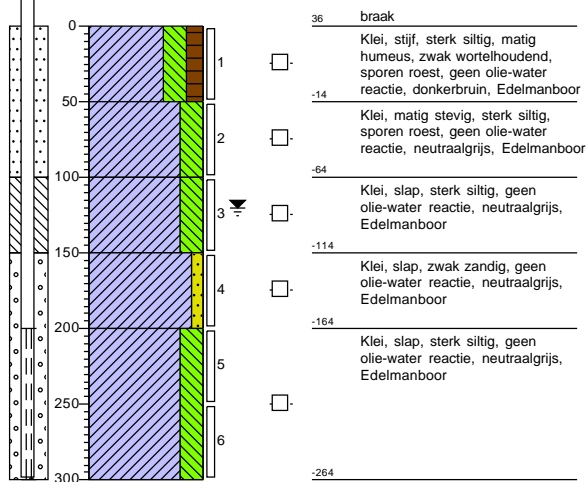 36 braak
0
Klei, stijf, sterk siltig, matig
humeus, zwak wortelhoudend,
sporen roest, geen olie-water
reactie, donkerbruin, Edelmanboor
1
-14
50
Klei, matig stevig, sterk siltig,
sporen roest, geen olie-water
reactie, neutraalgrijs, Edelmanboor
2
-64
100
Klei, slap, sterk siltig, geen
olie-water reactie, neutraalgrijs,
Edelmanboor
3
-114
150
Klei, slap, zwak zandig, geen
olie-water reactie, neutraalgrijs,
Edelmanboor
4
-164
200
Klei, slap, sterk siltig, geen
olie-water reactie, neutraalgrijs,
Edelmanboor
5
250
6
-264
300